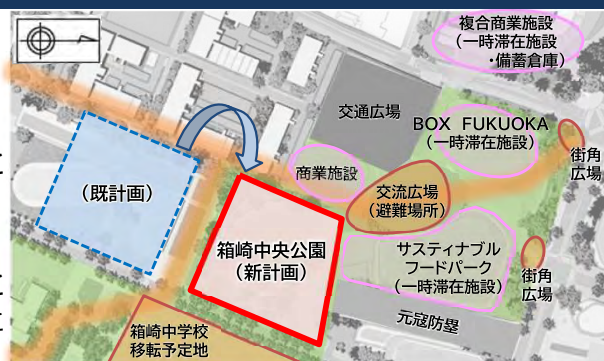 複合商業施設
(一時滞在施設
・備蓄倉庫)
交通広場
BOX FUKUOKA
(一時滞在施設)
街角
広場
商業施設
交流広場
(避難場所)
(既計画)
箱崎中央公園
(新計画)
サスティナブル
フードパーク
(一時滞在施設)
街角
広場
元寇防塁
箱崎中学校
移転予定地